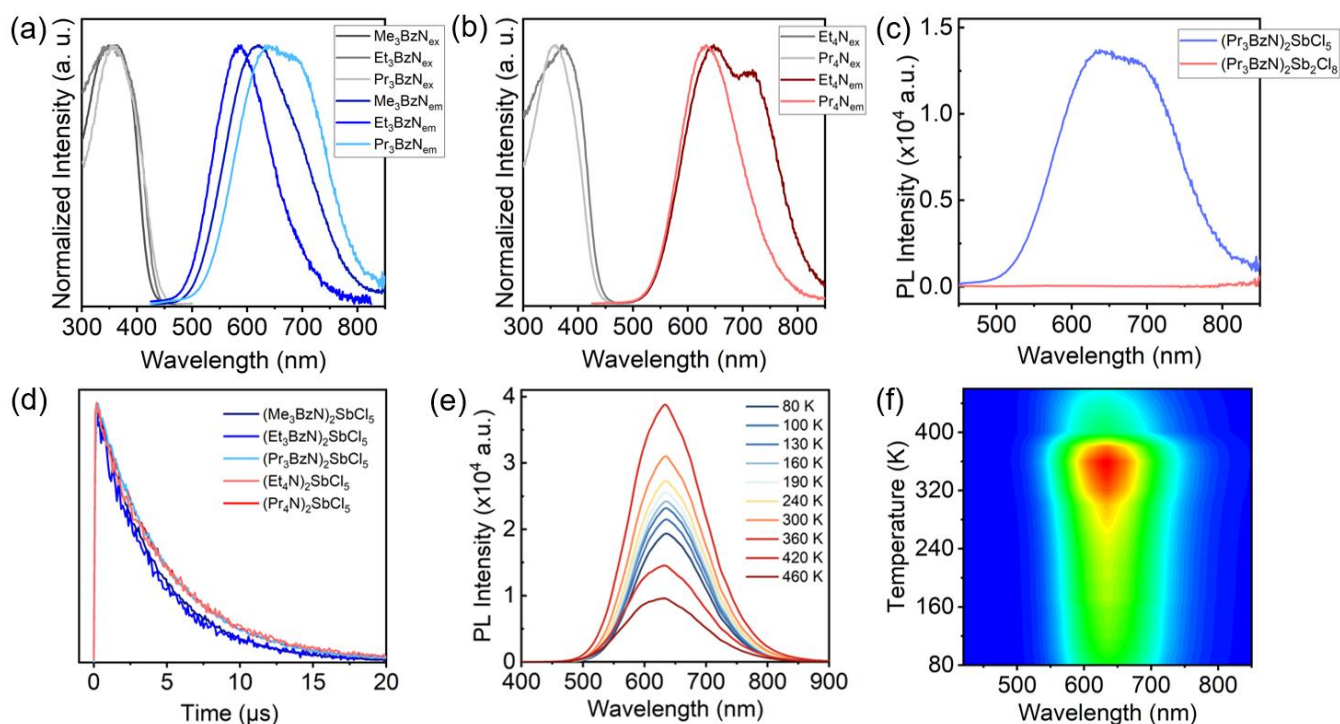 (a)
Normalized Intensity (a. u.)
Me₃BzNₑₓ
Et₃BzNₑₓ
Pr₃BzNₑₓ
Me₃BzNₑₘ
Et₃BzNₑₘ
Pr₃BzNₑₘ
300 400 500 600 700 800
Wavelength (nm)
(b)
Normalized Intensity (a. u.)
Et₄Nₑₓ
Pr₄Nₑₓ
Et₄Nₑₘ
Pr₄Nₑₘ
300 400 500 600 700 800
Wavelength (nm)
(c)
PL Intensity (x10⁴ a.u.)
1.5
1.0
0.5
0.0
(Pr₃BzN)₂SbCl₅
(Pr₃BzN)₂Sb₂Cl₈
500 600 700 800
Wavelength (nm)
(d)
(Me₃BzN)₂SbCl₅
(Et₃BzN)₂SbCl₅
(Pr₃BzN)₂SbCl₅
(Et₄N)₂SbCl₅
(Pr₄N)₂SbCl₅
0 5 10 15 20
Time (μs)
(e)
PL Intensity (x10⁴ a.u.)
4
3
2
1
0
80 K
100 K
130 K
160 K
190 K
240 K
300 K
360 K
420 K
460 K
400 500 600 700 800 900
Wavelength (nm)
(f)
Temperature (K)
400
320
240
160
80
500 600 700 800
Wavelength (nm)